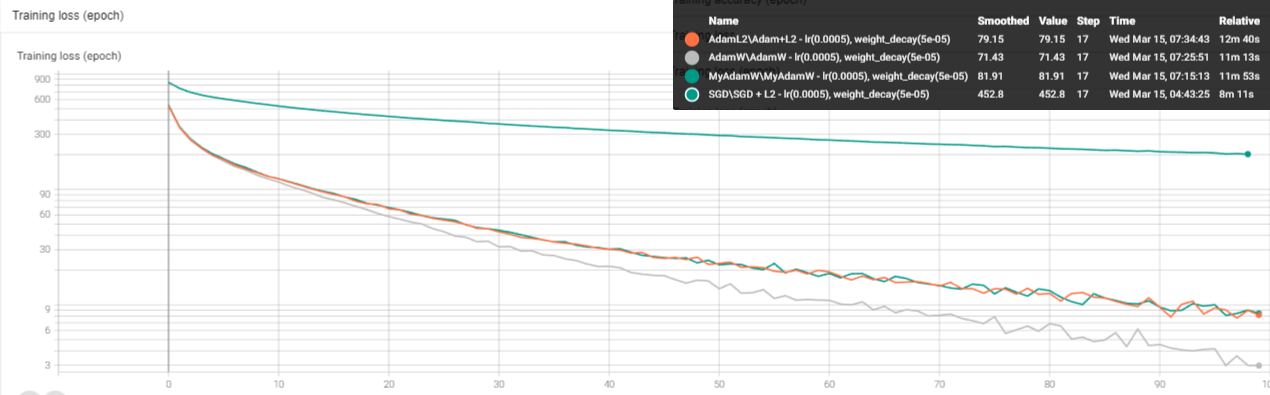 Training loss (epoch)
Training accuracy (epoch)
Training loss (epoch)
Name Smoothed Value Step Time Relative
AdamL2\Adam+L2 - lr(0.0005), weight_decay(5e-05) 79.15 79.15 17 Wed Mar 15, 07:34:43 12m 40s
AdamW\AdamW - lr(0.0005), weight_decay(5e-05) 71.43 71.43 17 Wed Mar 15, 07:25:51 11m 13s
MyAdamW\MyAdamW - lr(0.0005), weight_decay(5e-05) 81.91 81.91 17 Wed Mar 15, 07:15:13 11m 53s
SGD\SGD + L2 - lr(0.0005), weight_decay(5e-05) 452.8 452.8 17 Wed Mar 15, 04:43:25 8m 11s
900
600
300
90
60
30
9
6
3
0 10 20 30 40 50 60 70 80 90 10